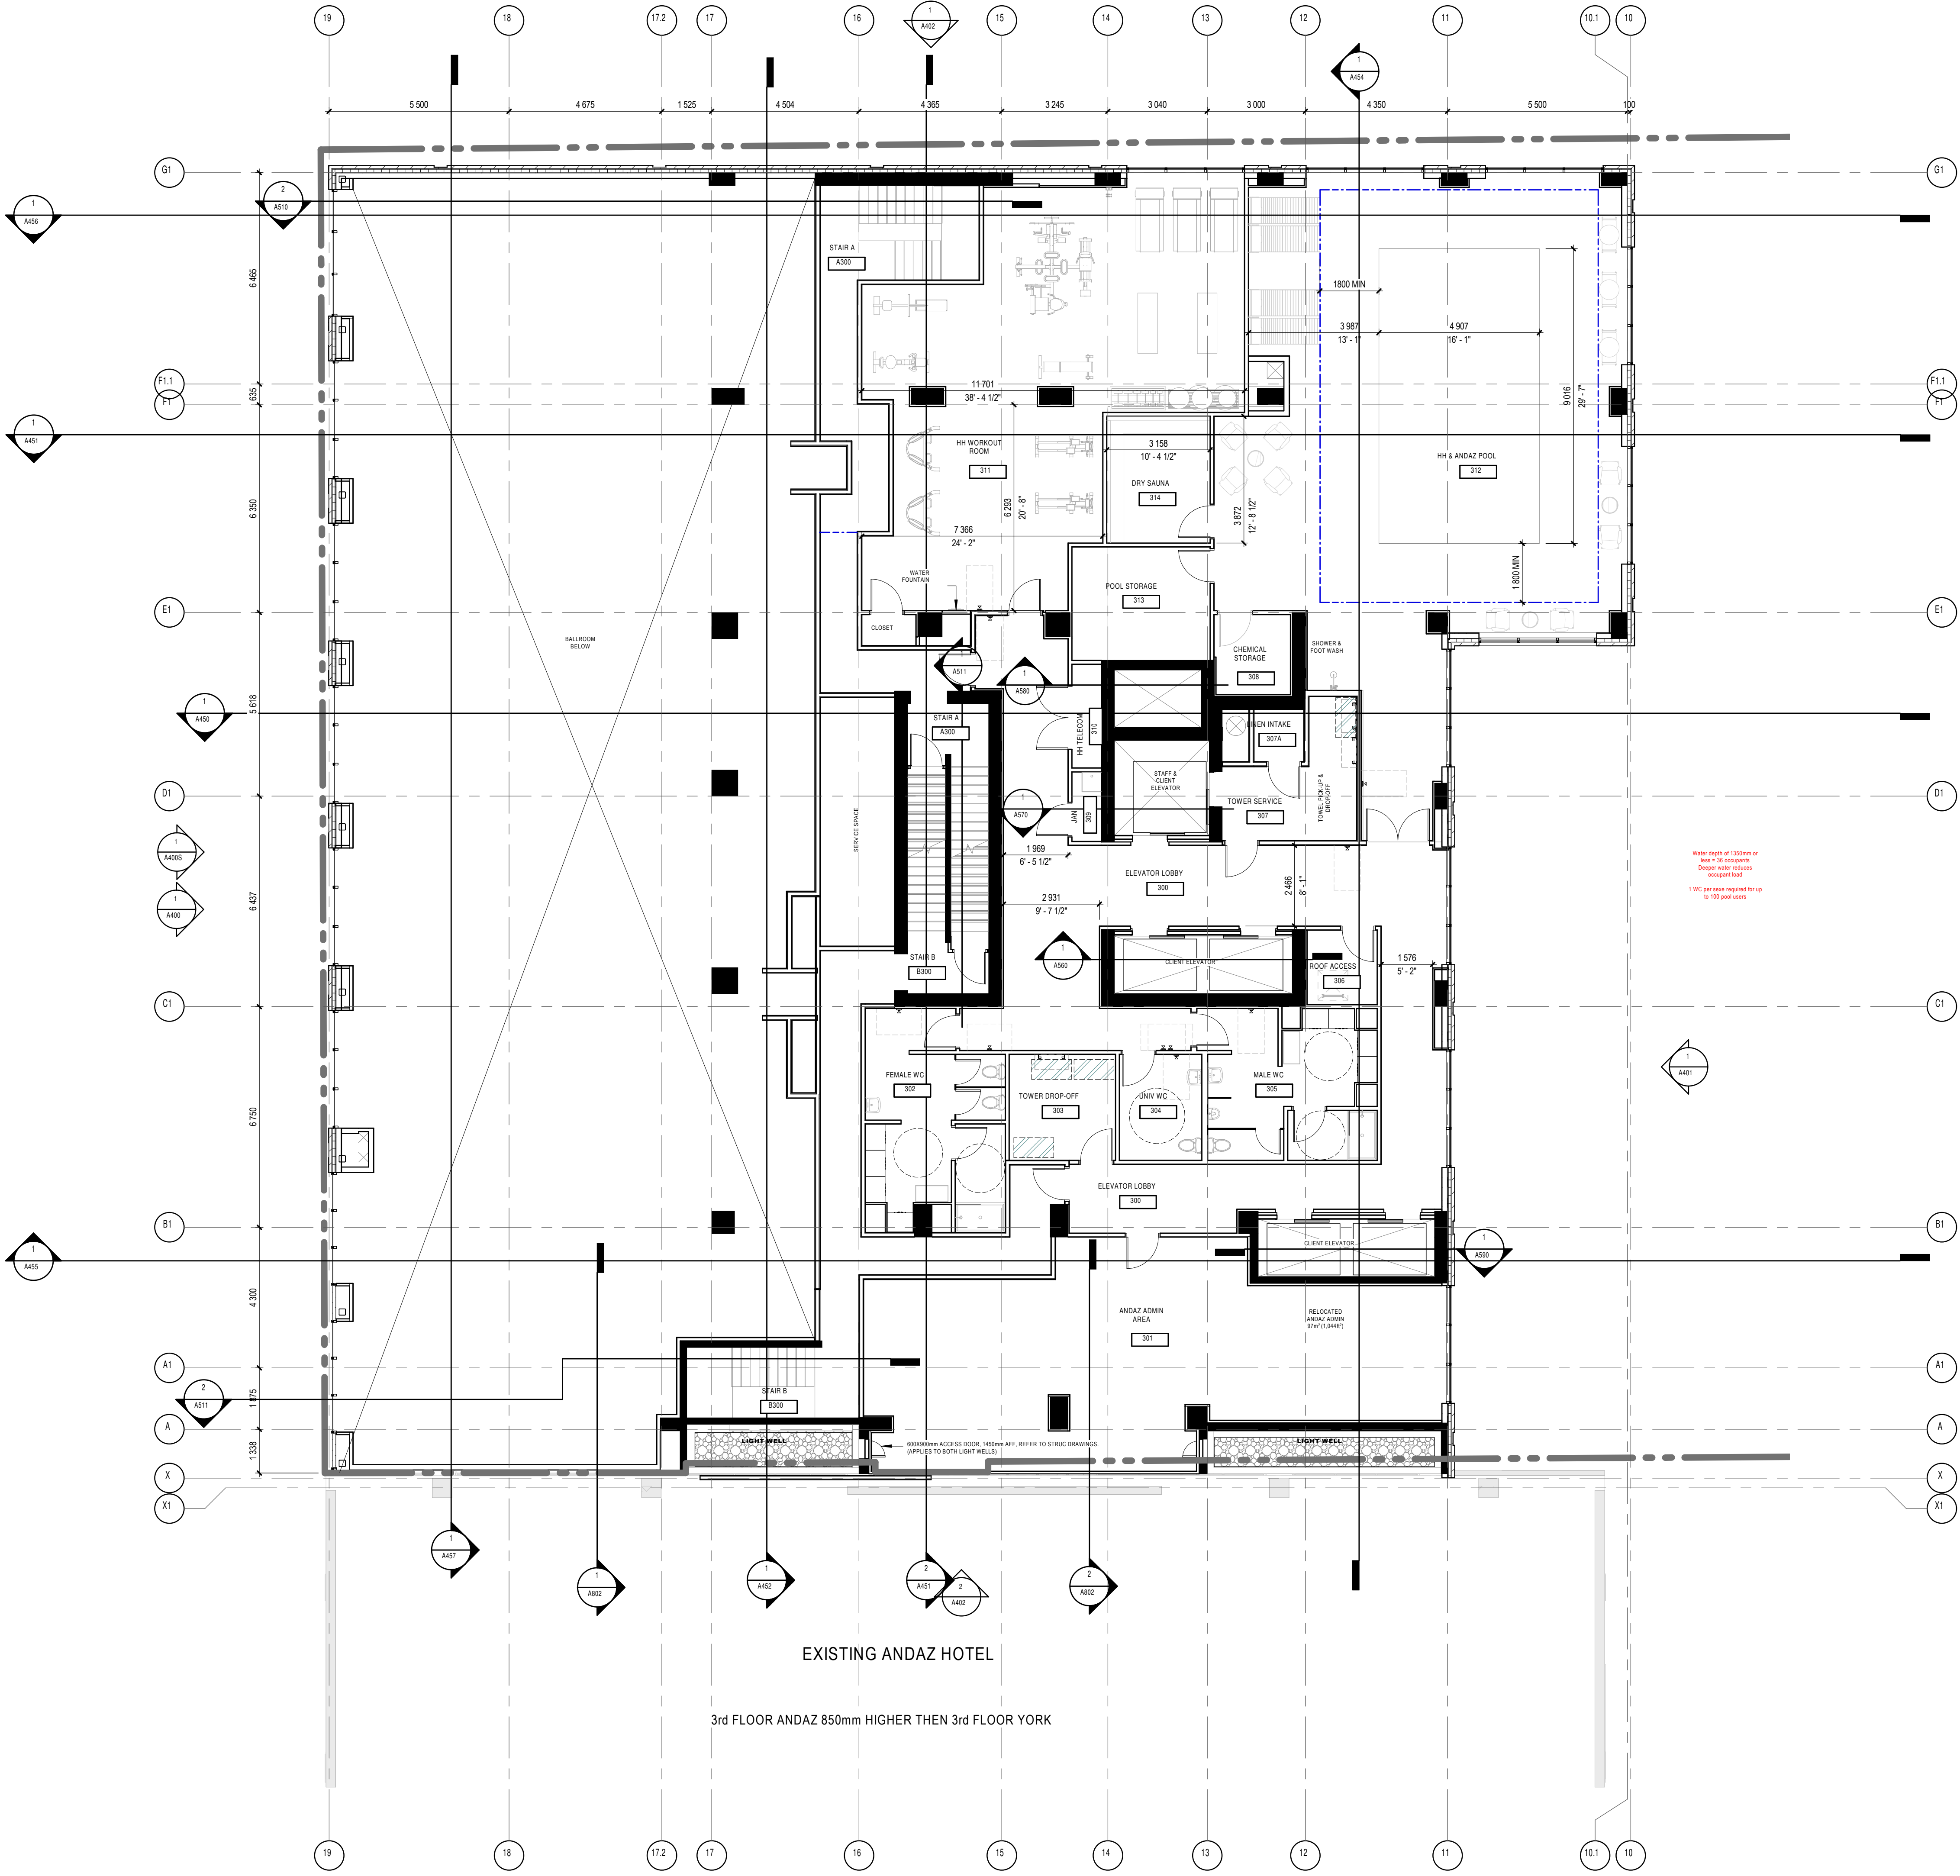 19
18
17.2
17
16
1
A402
15
14
13
12
11
10.1
10
1
A454
5 500
4 675
1 525
4 504
4 365
3 245
3 040
3 000
4 350
5 500
100
G1
G1
2
A510
1
A456
STAIR A
A300
6 465
1800 MIN
3 987
13' - 1"
4 907
16' - 1"
F1.1
F1
F1.1
F1
635
11 701
38' - 4 1/2"
9 016
29' - 7"
1
A451
HH WORKOUT
ROOM
311
3 158
10' - 4 1/2"
HH & ANDAZ POOL
312
DRY SAUNA
314
6 350
6 293
20' - 8"
3 872
12' - 8 1/2"
7 366
24' - 2"
WATER
FOUNTAIN
POOL STORAGE
313
1 800 MIN
E1
E1
CLOSET
BALLROOM
BELOW
SHOWER &
FOOT WASH
CHEMICAL
STORAGE
308
1
A511
1
A580
5 618
1
A450
STAIR A
A300
HH TELECOM
310
LINEN INTAKE
307A
STAFF &
CLIENT
ELEVATOR
TOWEL PICK-UP &
DROP-OFF
D1
D1
TOWER SERVICE
307
1
A570
JAN
309
SERVICE SPACE
1
A400S
1 969
6' - 5 1/2"
Water depth of 1350mm or
less = 36 occupants
Deeper water reduces
occupant load
1 WC per sexe required for up
to 100 pool users
ELEVATOR LOBBY
300
2 466
8' - 1"
1
A400
6 437
2 931
9' - 7 1/2"
1
A560
STAIR B
B300
CLIENT ELEVATOR
ROOF ACCESS
306
1 576
5' - 2"
C1
C1
1
A401
FEMALE WC
302
TOWER DROP-OFF
303
UNIV WC
304
MALE WC
305
6 750
ELEVATOR LOBBY
300
B1
B1
1
A455
CLIENT ELEVATOR
1
A590
4 300
ANDAZ ADMIN
AREA
301
RELOCATED
ANDAZ ADMIN
97m² (1,044ft²)
A1
A1
2
A511
1 875
STAIR B
B300
A
A
1 338
LIGHT WELL
600X900mm ACCESS DOOR, 1450mm AFF, REFER TO STRUC DRAWINGS.
(APPLIES TO BOTH LIGHT WELLS)
LIGHT WELL
X
X
X1
X1
1
A457
1
A802
1
A452
2
A451
2
A402
2
A802
EXISTING ANDAZ HOTEL
3rd FLOOR ANDAZ 850mm HIGHER THEN 3rd FLOOR YORK
19
18
17.2
17
16
15
14
13
12
11
10.1
10